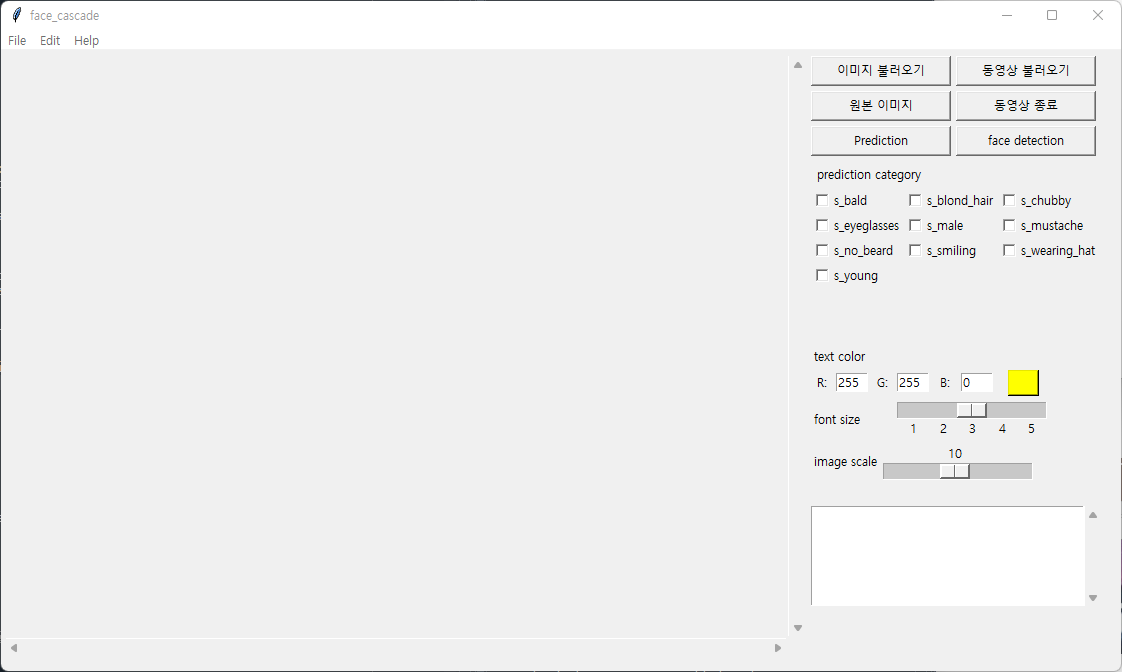 face_cascade
File Edit Help
이미지 불러오기 동영상 불러오기
원본 이미지 동영상 종료
Prediction face detection
prediction category
s_bald s_blond_hair s_chubby
s_eyeglasses s_male s_mustache
s_no_beard s_smiling s_wearing_hat
s_young
text color
R: 255 G: 255 B: 0
font size
1 2 3 4 5
10
image scale